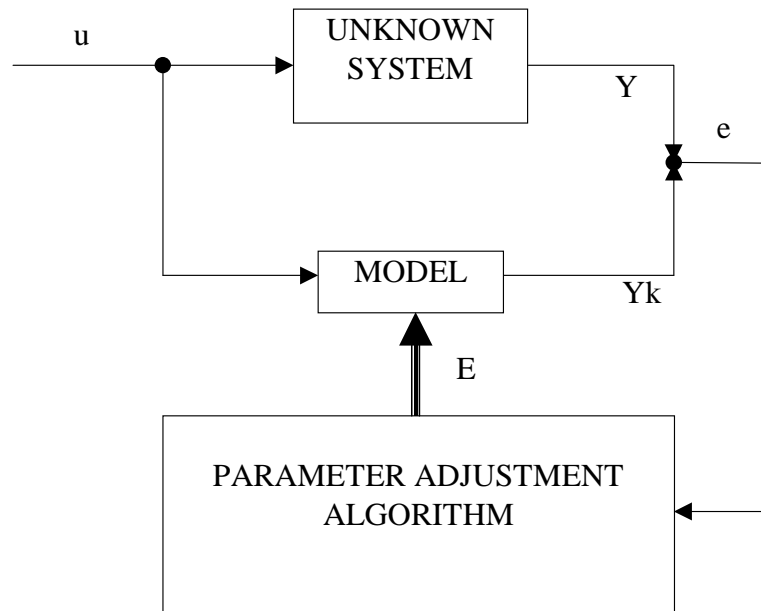 u
UNKNOWN
SYSTEM
Y
e
MODEL
Yk
E
PARAMETER ADJUSTMENT
ALGORITHM